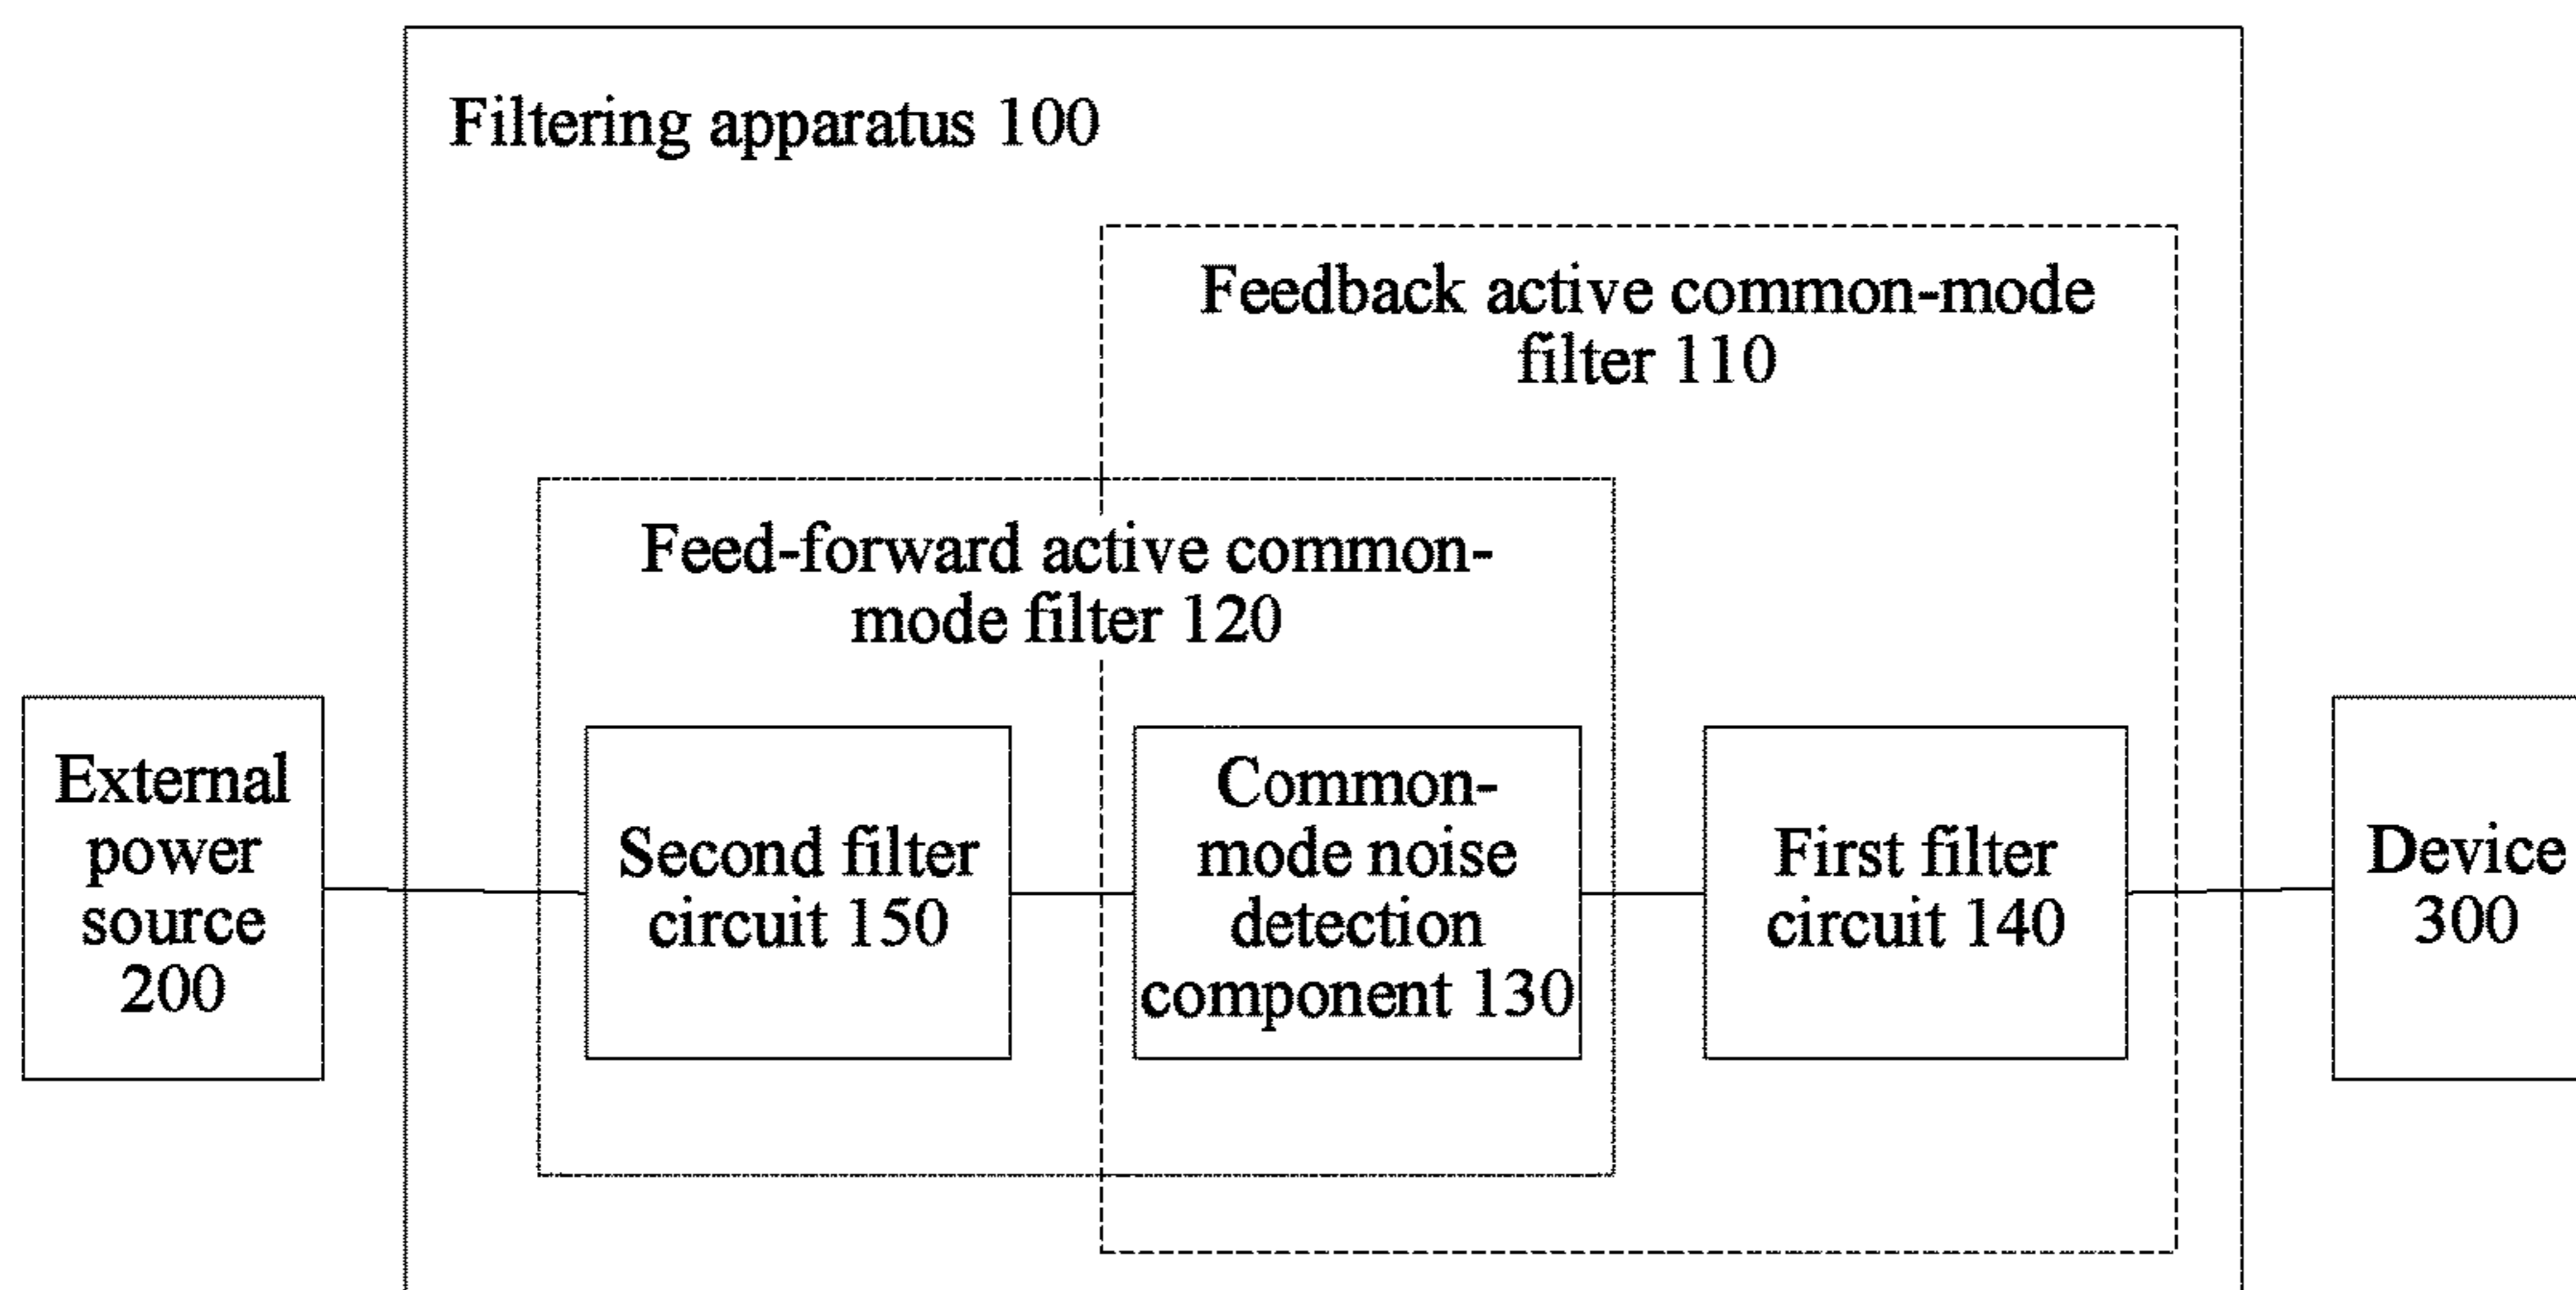 Filtering apparatus 100
Feedback active common-mode
filter 110
Feed-forward active common-
mode filter 120
External
power
source
200
Second filter
circuit 150
Common-
mode noise
detection
component 130
First filter
circuit 140
Device
300